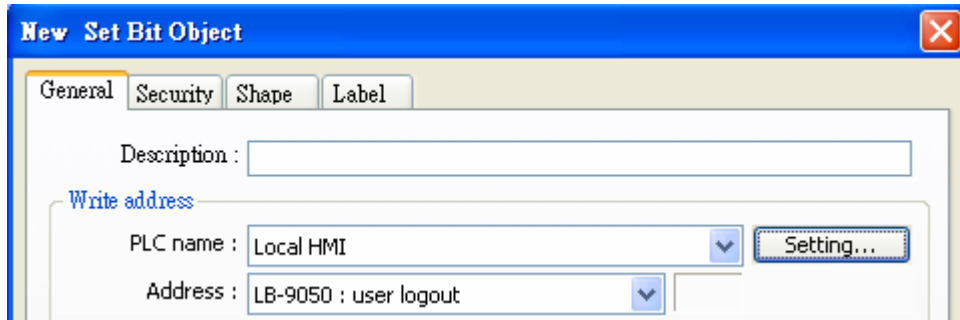 New Set Bit Object
General Security Shape Label
Description :
Write address
PLC name : Local HMI Setting...
Address : LB-9050 : user logout